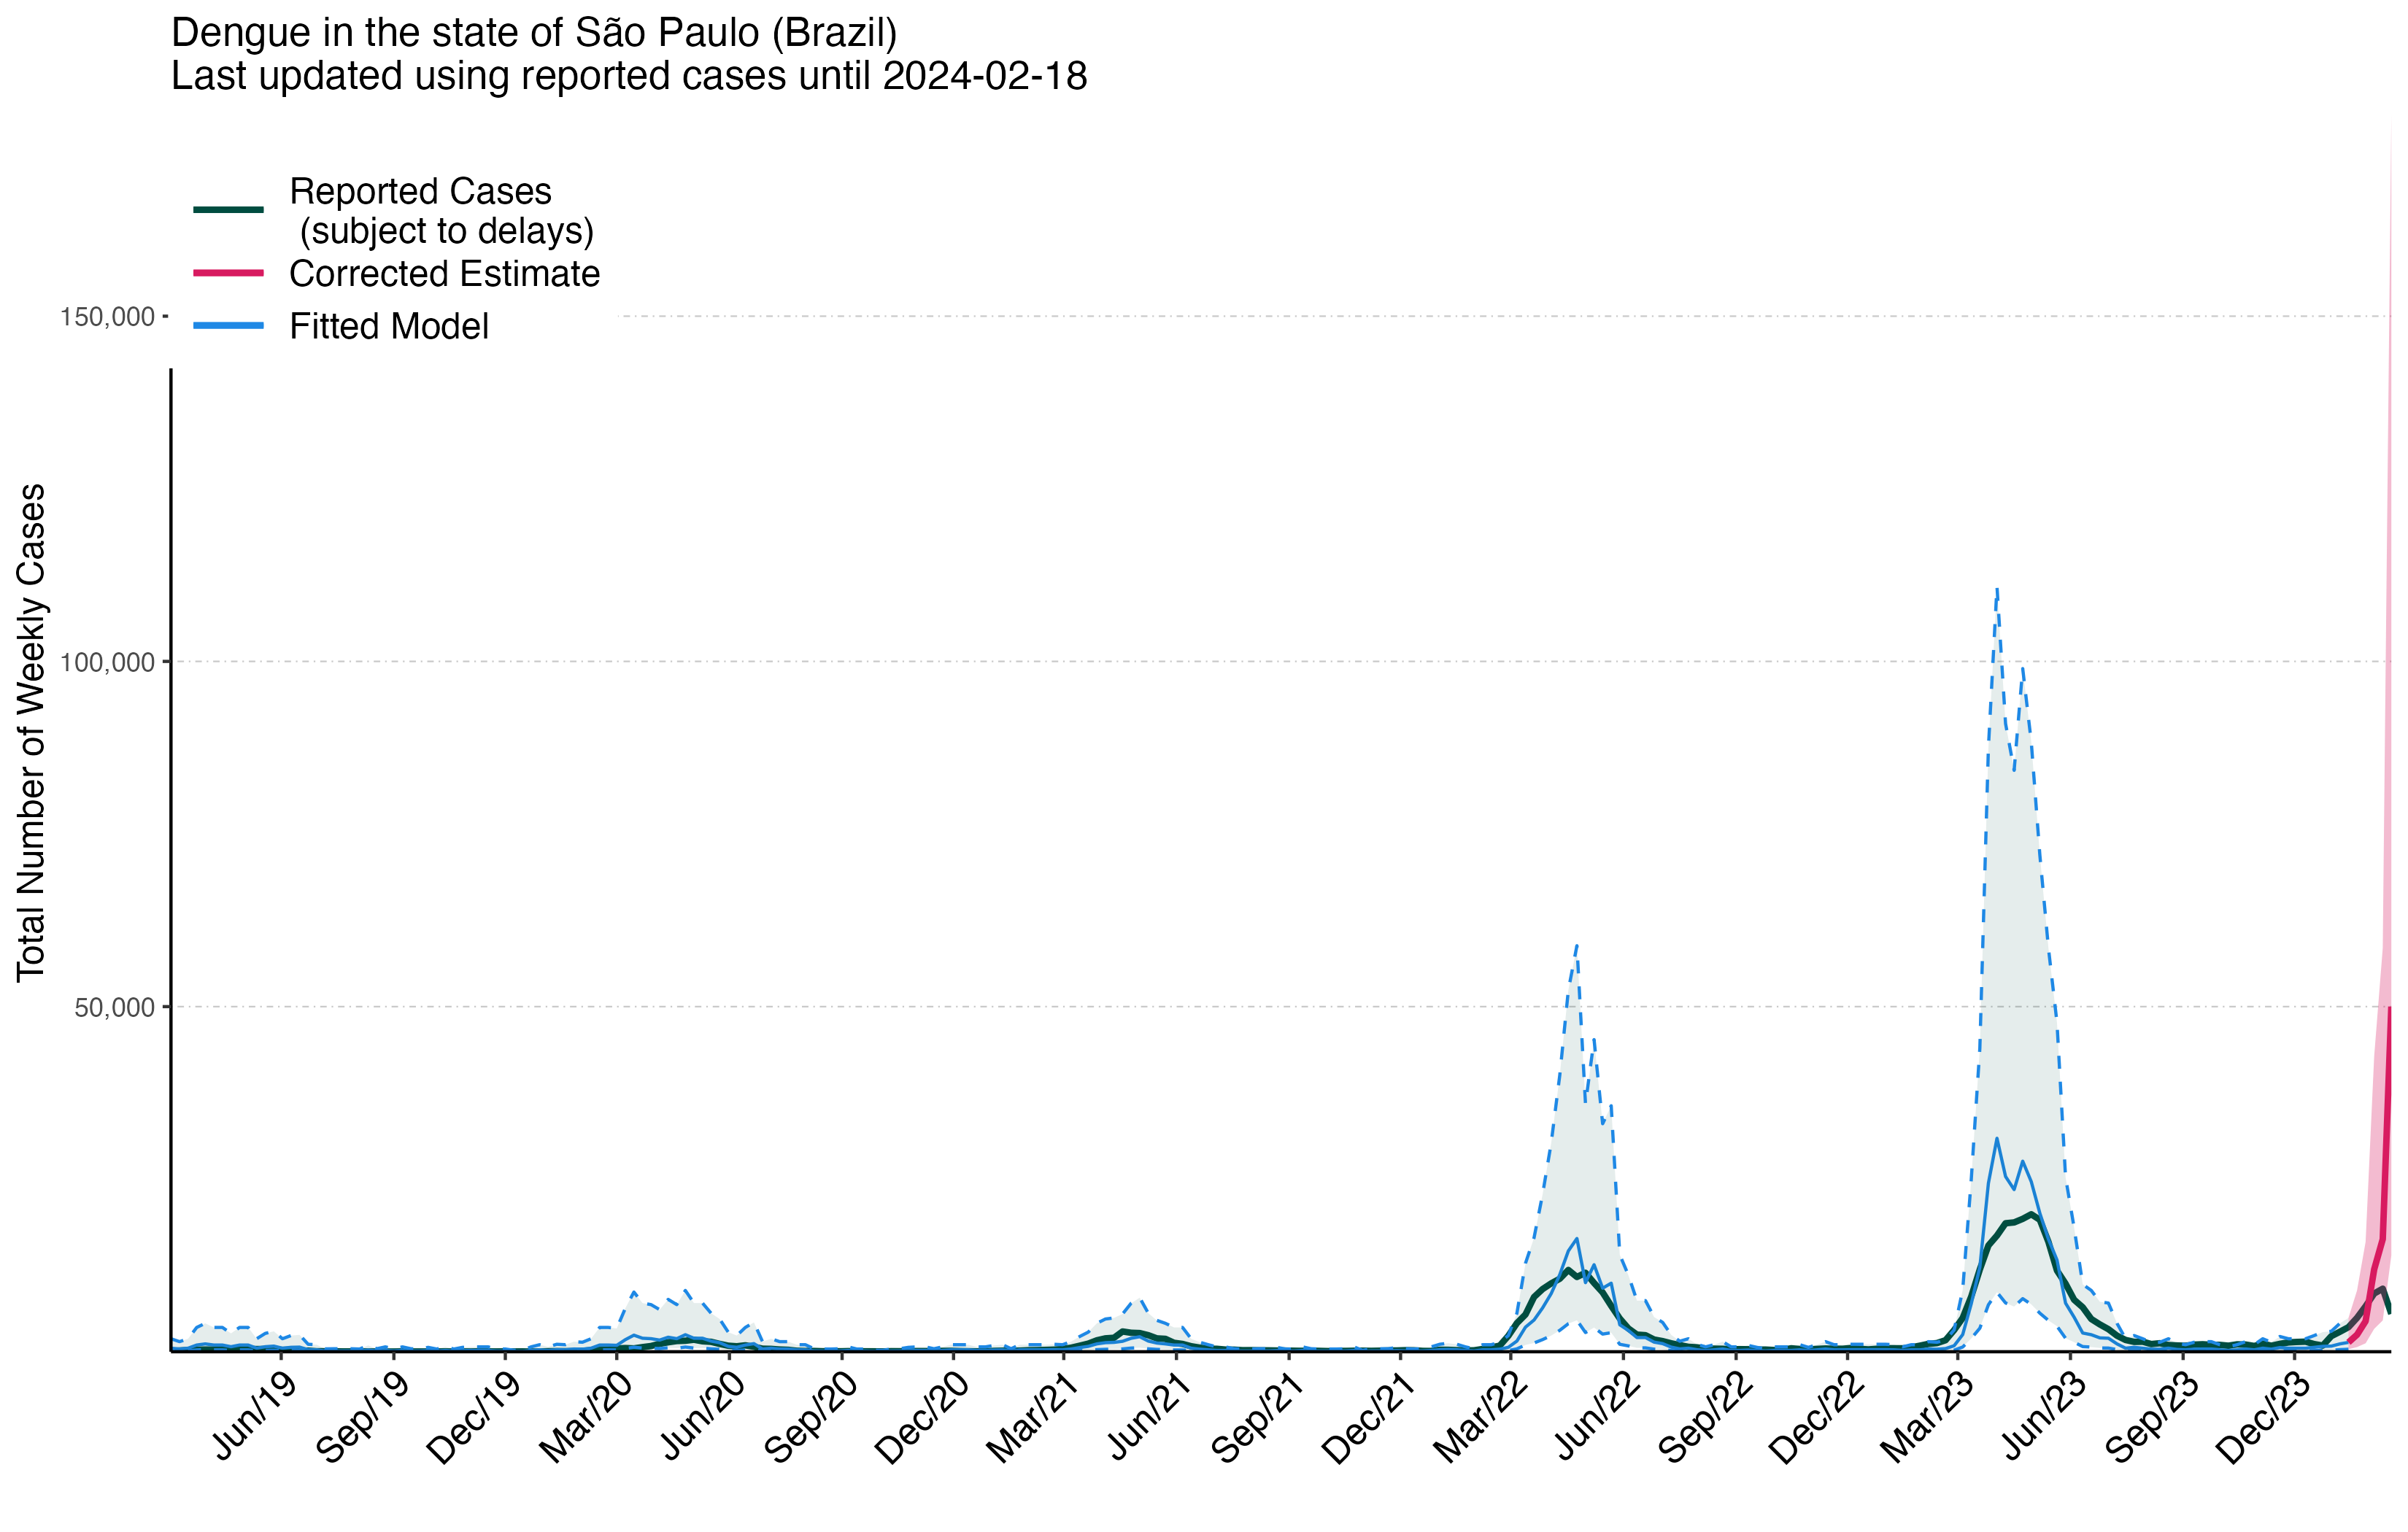 Dengue in the state of São Paulo (Brazil)
Last updated using reported cases until 2024-02-18
Reported Cases
(subject to delays)
Corrected Estimate
Fitted Model
Total Number of Weekly Cases
150,000
100,000
50,000
Jun/19
Sep/19
Dec/19
Mar/20
Jun/20
Sep/20
Dec/20
Mar/21
Jun/21
Sep/21
Dec/21
Mar/22
Jun/22
Sep/22
Dec/22
Mar/23
Jun/23
Sep/23
Dec/23